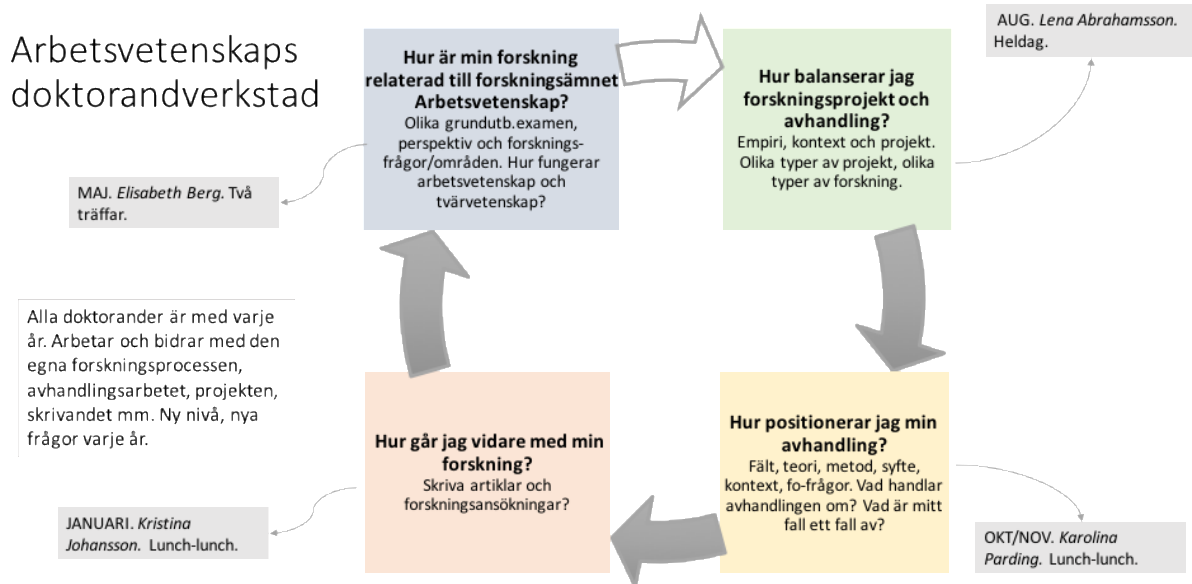 Arbetsvetenskaps
doktorandverkstad
Hur är min forskning
relaterad till forskningsämnet
Arbetsvetenskap?
Olika grundutb.examen,
perspektiv och forsknings-
frågor/områden. Hur fungerar
arbetsvetenskap och
tvärvetenskap?
MAJ. Elisabeth Berg. Två
träffar.
Hur balanserar jag
forskningsprojekt och
avhandling?
Empiri, kontext och projekt.
Olika typer av projekt, olika
typer av forskning.
AUG. Lena Abrahamsson.
Heldag.
Alla doktorander är med varje
år. Arbetar och bidrar med den
egna forskningsprocessen,
avhandlingsarbetet, projekten,
skrivandet mm. Ny nivå, nya
frågor varje år.
Hur positionerar jag min
avhandling?
Fält, teori, metod, syfte,
kontext, fo-frågor. Vad handlar
avhandlingen om? Vad är mitt
fall ett fall av?
OKT/NOV. Karolina
Parding. Lunch-lunch.
Hur går jag vidare med min
forskning?
Skriva artiklar och
forskningsansökningar?
JANUARI. Kristina
Johansson. Lunch-lunch.